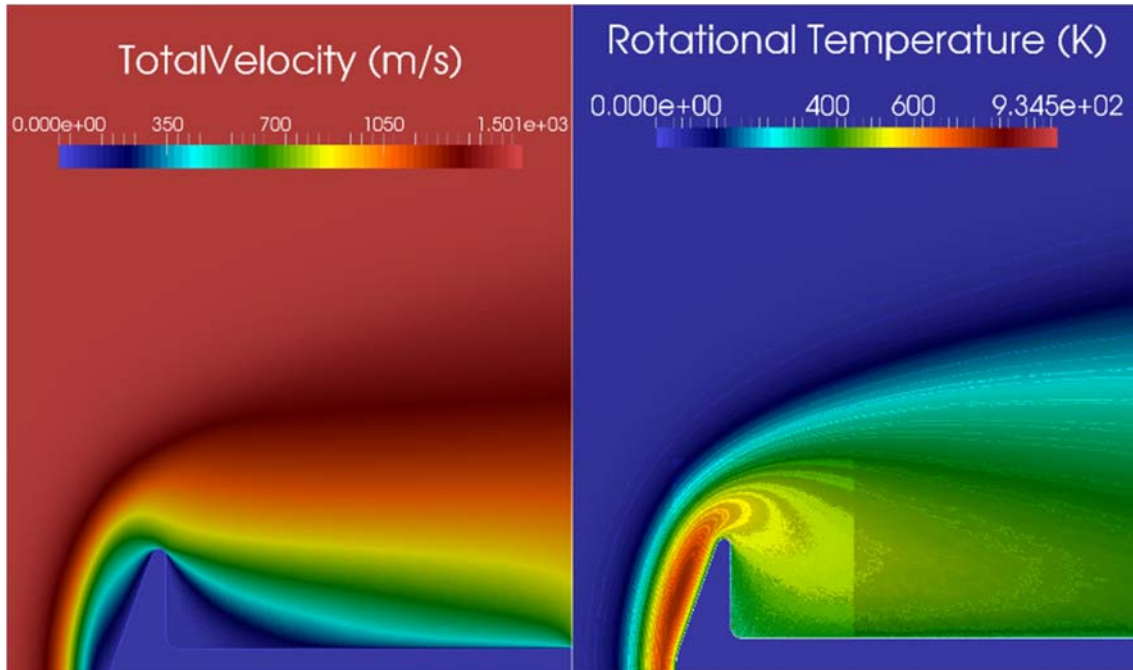 TotalVelocity (m/s)
0.000e+00 350 700 1050 1.501e+03
Rotational Temperature (K)
0.000e+00 400 600 9.345e+02